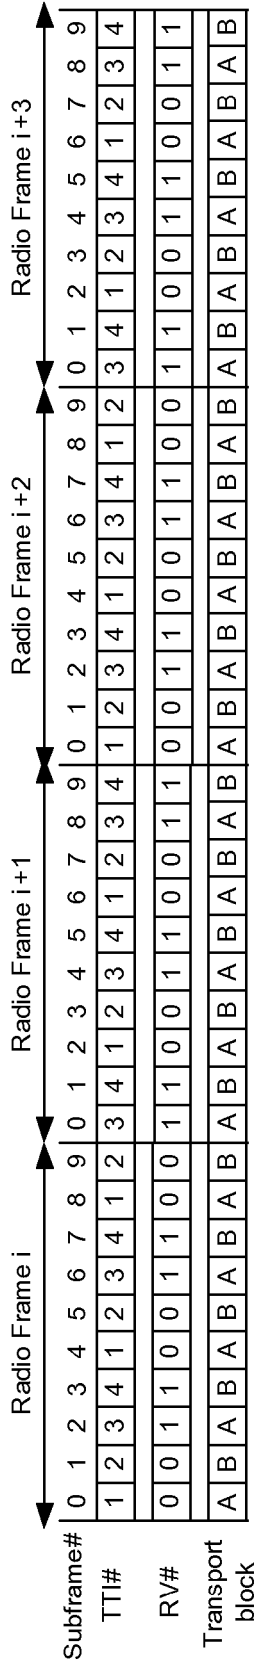 Radio Frame i Radio Frame i+1 Radio Frame i+2 Radio Frame i+3
Subframe# 0 1 2 3 4 5 6 7 8 9 0 1 2 3 4 5 6 7 8 9 0 1 2 3 4 5 6 7 8 9 0 1 2 3 4 5 6 7 8 9
TTI# 1 2 3 4 1 2 3 4 1 2 3 4 1 2 3 4 1 2 3 4 1 2 3 4 1 2 3 4 1 2 3 4 1 2 3 4 1 2 3 4
RV# 0 0 1 1 0 0 1 1 0 0 1 1 0 0 1 1 0 0 1 1 0 0 1 1 0 0 1 1 0 0 1 1 0 0 1 1 0 0 1 1
Transport
block A B A B A B A B A B A B A B A B A B A B A B A B A B A B A B A B A B A B A B A B